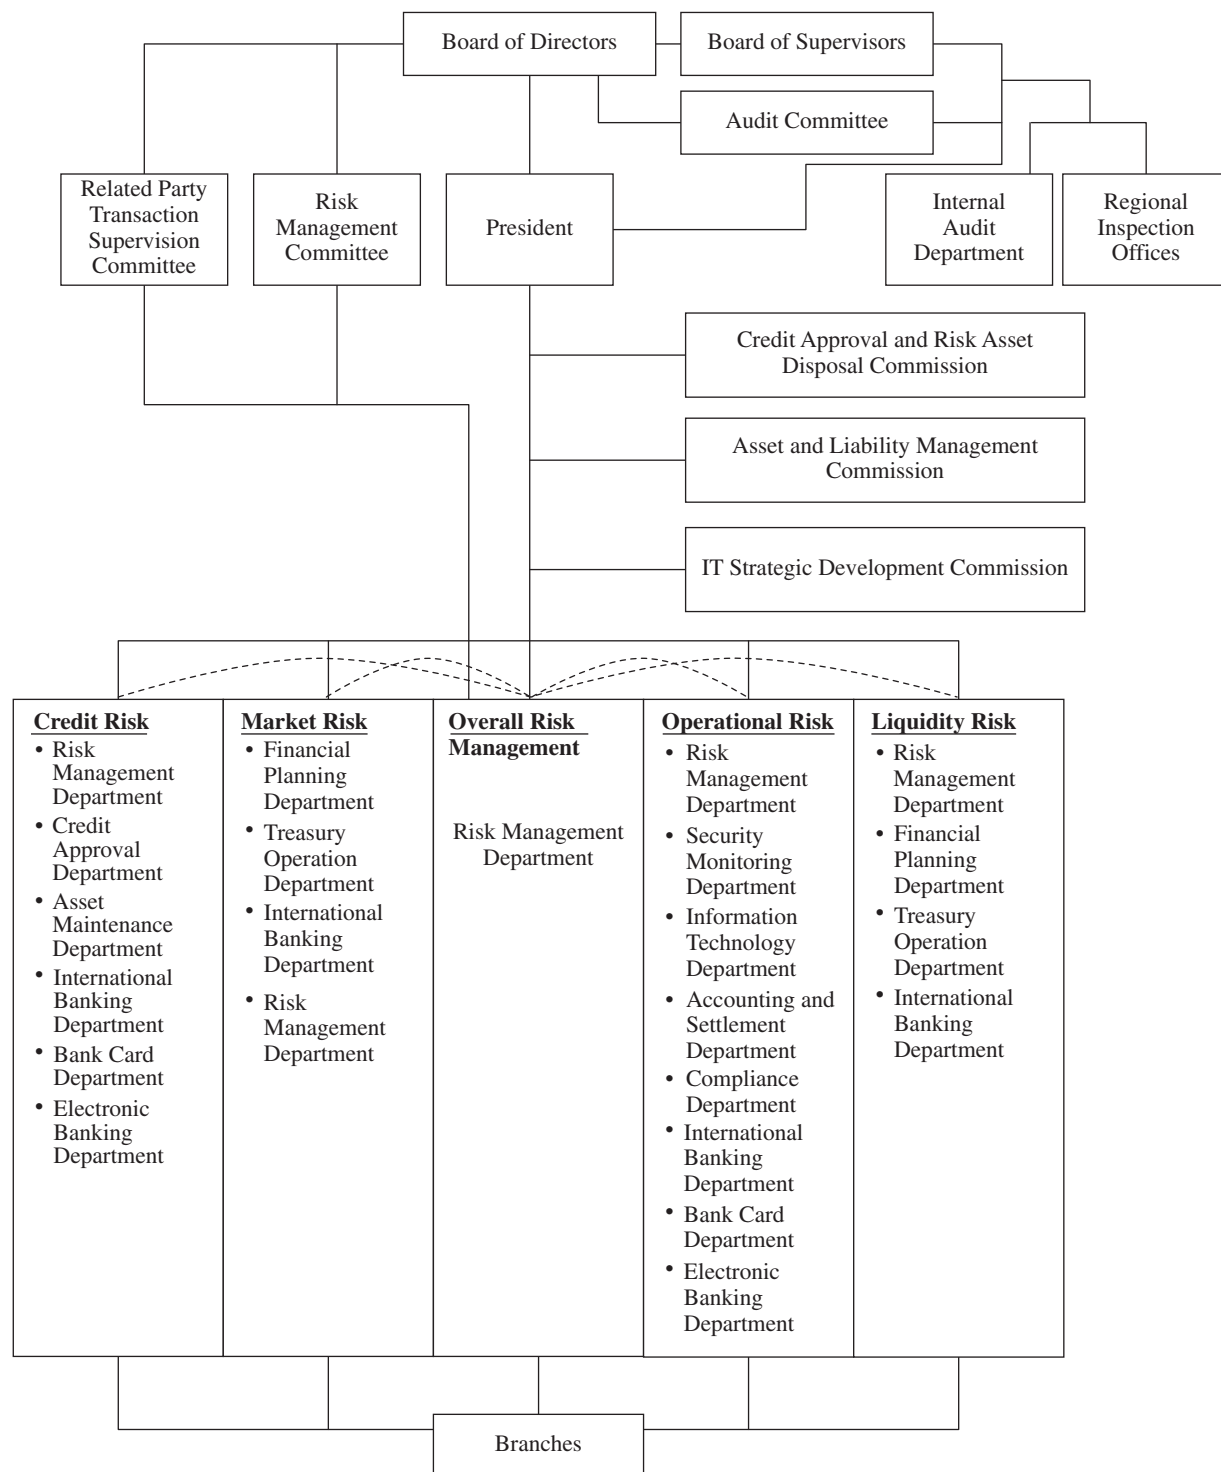 Board of Directors
Board of Supervisors
Audit Committee
Related Party
Transaction
Supervision
Committee
Risk
Management
Committee
President
Internal
Audit
Department
Regional
Inspection
Offices
Credit Approval and Risk Asset
Disposal Commission
Asset and Liability Management
Commission
IT Strategic Development Commission
Credit Risk
• Risk
Management
Department
• Credit
Approval
Department
• Asset
Maintenance
Department
• International
Banking
Department
• Bank Card
Department
• Electronic
Banking
Department
Market Risk
• Financial
Planning
Department
• Treasury
Operation
Department
• International
Banking
Department
• Risk
Management
Department
Overall Risk
Management
Risk Management
Department
Operational Risk
• Risk
Management
Department
• Security
Monitoring
Department
• Information
Technology
Department
• Accounting and
Settlement
Department
• Compliance
Department
• International
Banking
Department
• Bank Card
Department
• Electronic
Banking
Department
Liquidity Risk
• Risk
Management
Department
• Financial
Planning
Department
• Treasury
Operation
Department
• International
Banking
Department
Branches